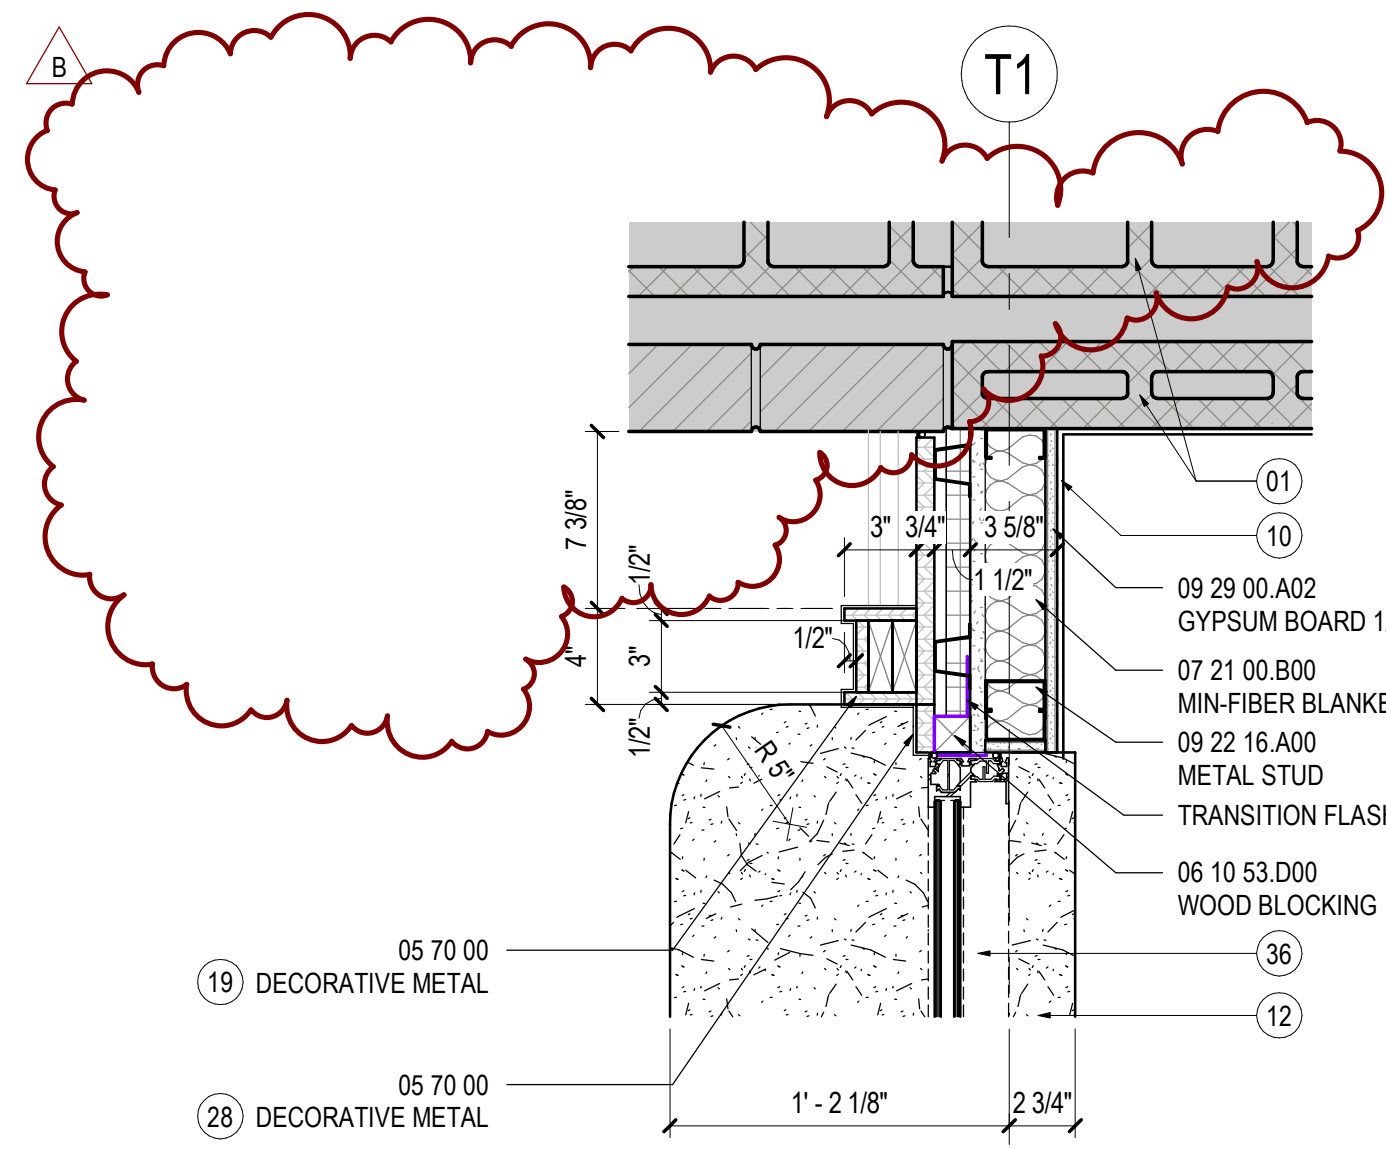 B
T1
7 3/8"
1/2"
4"
3"
1/2"
3"
3/4"
3 5/8"
1 1/2"
1/2"
R 5"
01
10
09 29 00.A02
GYPSUM BOARD
07 21 00.B00
MIN-FIBER
09 22 16.A00
METAL STUD
TRANSITION
06 10 53.D00
WOOD BLOCKING
36
12
05 70 00
19 DECORATIVE METAL
05 70 00
28 DECORATIVE METAL
1' - 2 1/8"
2 3/4"